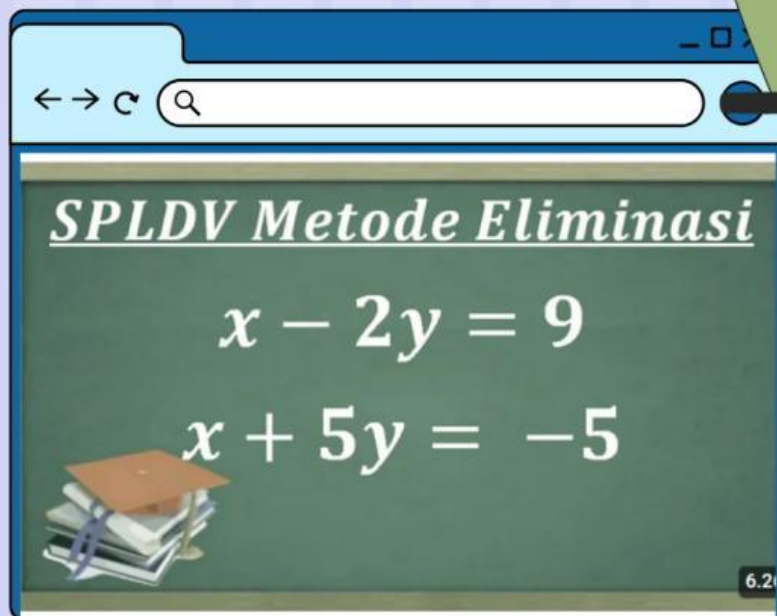 SPLDV Metode Eliminasi
x − 2y = 9
x + 5y = −5